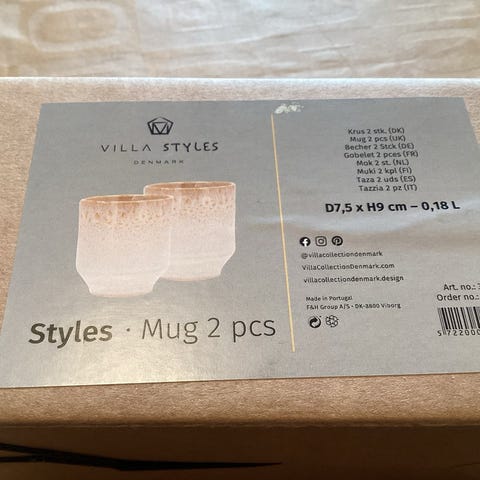 VILLA STYLES
DENMARK
Styles · Mug 2 pcs
Krus 2 stk. (DK)
Mug 2 pcs (UK)
Becher 2 Stck (DE)
Gobelet 2 pces (FR)
Mok 2 st. (NL)
Muki 2 kpl (FI)
Taza 2 uds (ES)
Tazzia 2 pz (IT)
D7,5 x H9 cm – 0,18 L
@villacollectiondenmark
VillaCollectionDenmark.com
villacollectiondenmark.design
Made in Portugal
F&H Group A/S • DK-8800 Viborg
Art. no.:
Order no.:
5 722000